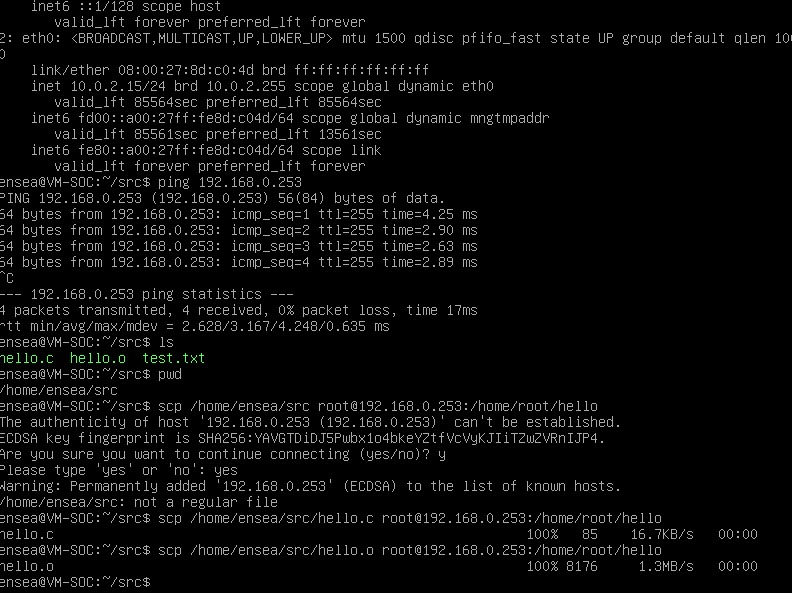 inet6 ::1/128 scope host
valid_lft forever preferred_lft forever
2: eth0: <BROADCAST,MULTICAST,UP,LOWER_UP> mtu 1500 qdisc pfifo_fast state UP group default qlen 100
0
link/ether 08:00:27:8d:c0:4d brd ff:ff:ff:ff:ff:ff
inet 10.0.2.15/24 brd 10.0.2.255 scope global dynamic eth0
valid_lft 85564sec preferred_lft 85564sec
inet6 fd00::a00:27ff:fe8d:c04d/64 scope global dynamic mngtmpaddr
valid_lft 85561sec preferred_lft 13561sec
inet6 fe80::a00:27ff:fe8d:c04d/64 scope link
valid_lft forever preferred_lft forever
ensea@VM-SOC:~/src$ ping 192.168.0.253
PING 192.168.0.253 (192.168.0.253) 56(84) bytes of data.
64 bytes from 192.168.0.253: icmp_seq=1 ttl=255 time=4.25 ms
64 bytes from 192.168.0.253: icmp_seq=2 ttl=255 time=2.90 ms
64 bytes from 192.168.0.253: icmp_seq=3 ttl=255 time=2.63 ms
64 bytes from 192.168.0.253: icmp_seq=4 ttl=255 time=2.89 ms
^C
--- 192.168.0.253 ping statistics ---
4 packets transmitted, 4 received, 0% packet loss, time 17ms
rtt min/avg/max/mdev = 2.628/3.167/4.248/0.635 ms
ensea@VM-SOC:~/src$ ls
hello.c  hello.o  test.txt
ensea@VM-SOC:~/src$ pwd
/home/ensea/src
ensea@VM-SOC:~/src$ scp /home/ensea/src root@192.168.0.253:/home/root/hello
The authenticity of host '192.168.0.253 (192.168.0.253)' can't be established.
ECDSA key fingerprint is SHA256:YAVGTDiDJ5Pwbx1o4bkeYZtfVcVyKJIiTZwZVRnIJP4.
Are you sure you want to continue connecting (yes/no)? y
Please type 'yes' or 'no': yes
Warning: Permanently added '192.168.0.253' (ECDSA) to the list of known hosts.
/home/ensea/src: not a regular file
ensea@VM-SOC:~/src$ scp /home/ensea/src/hello.c root@192.168.0.253:/home/root/hello
hello.c 100% 85 16.7KB/s 00:00
ensea@VM-SOC:~/src$ scp /home/ensea/src/hello.o root@192.168.0.253:/home/root/hello
hello.o 100% 8176 1.3MB/s 00:00
ensea@VM-SOC:~/src$